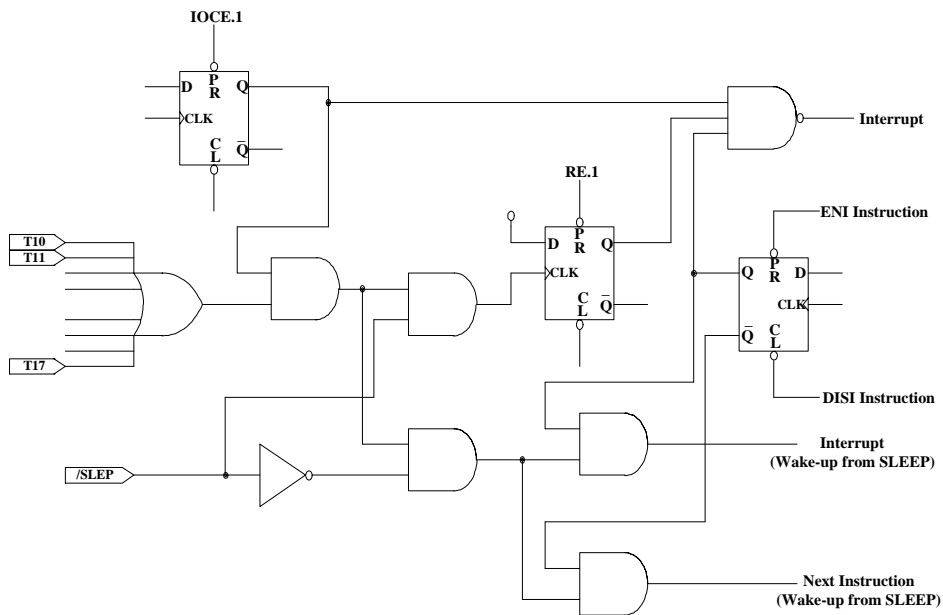 IOCE.1
D
P
R
Q
CLK
C
L
Q̅
Interrupt
RE.1
ENI Instruction
D
P
R
Q
CLK
C
L
Q̅
Q
P
R
D
CLK
Q̅
C
L
T10
T11
T17
DISI Instruction
/SLEP
Interrupt
(Wake-up from SLEEP)
Next Instruction
(Wake-up from SLEEP)